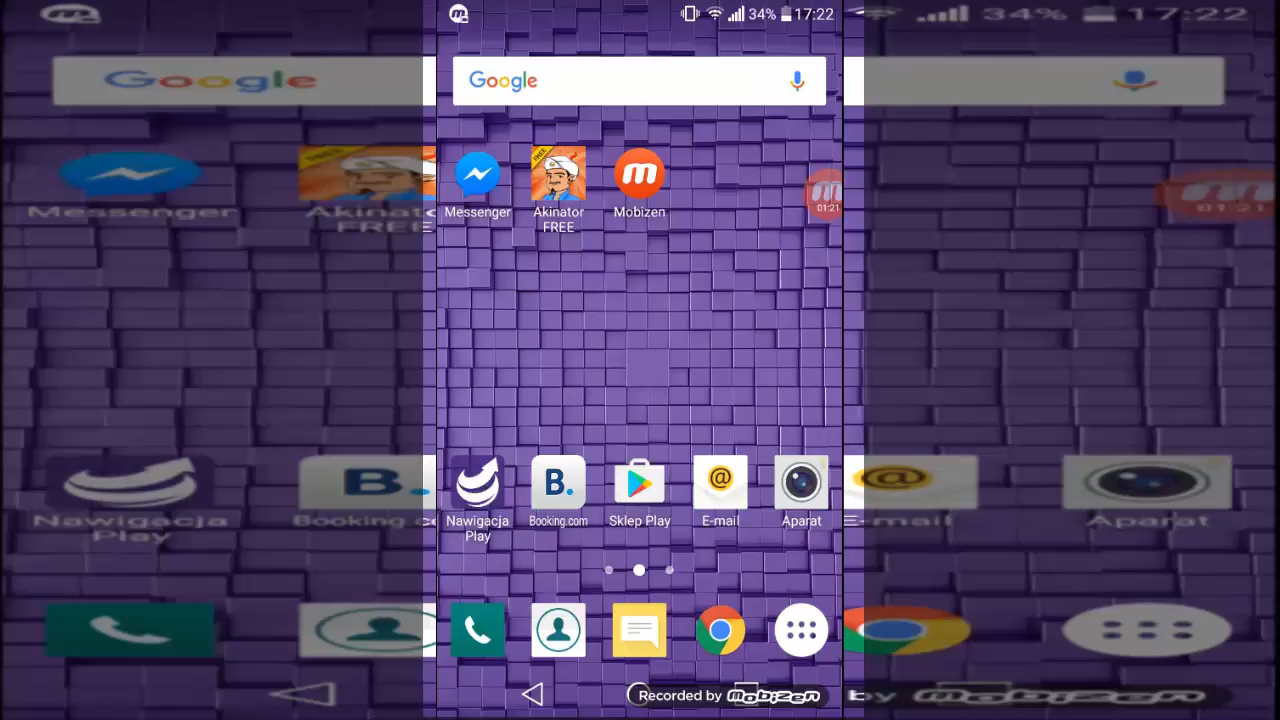 34% 17:22
Google
Messenger
Akinator
FREE
Mobizen
01:21
FREE
Nawigacja
Play
B.
Booking.com
Sklep Play
@
E-mail
Aparat
Recorded by mobizen